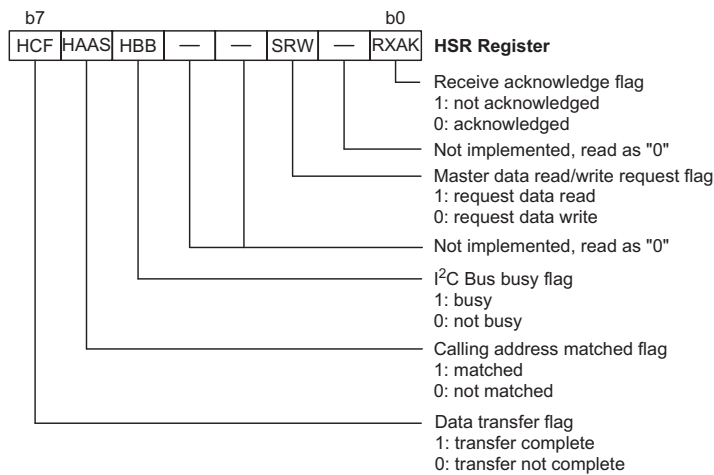 b7 b0
HCF HAAS HBB — — SRW — RXAK HSR Register
Receive acknowledge flag
1: not acknowledged
0: acknowledged
Not implemented, read as "0"
Master data read/write request flag
1: request data read
0: request data write
Not implemented, read as "0"
I²C Bus busy flag
1: busy
0: not busy
Calling address matched flag
1: matched
0: not matched
Data transfer flag
1: transfer complete
0: transfer not complete